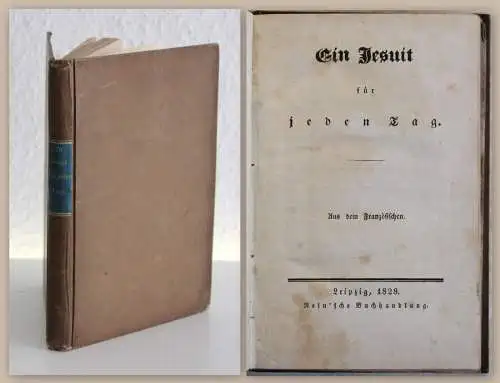 Ein Jesuit
für
jeden Tag.
Aus dem Französischen.
Leipzig, 1828.
Rein'sche Buchhandlung.